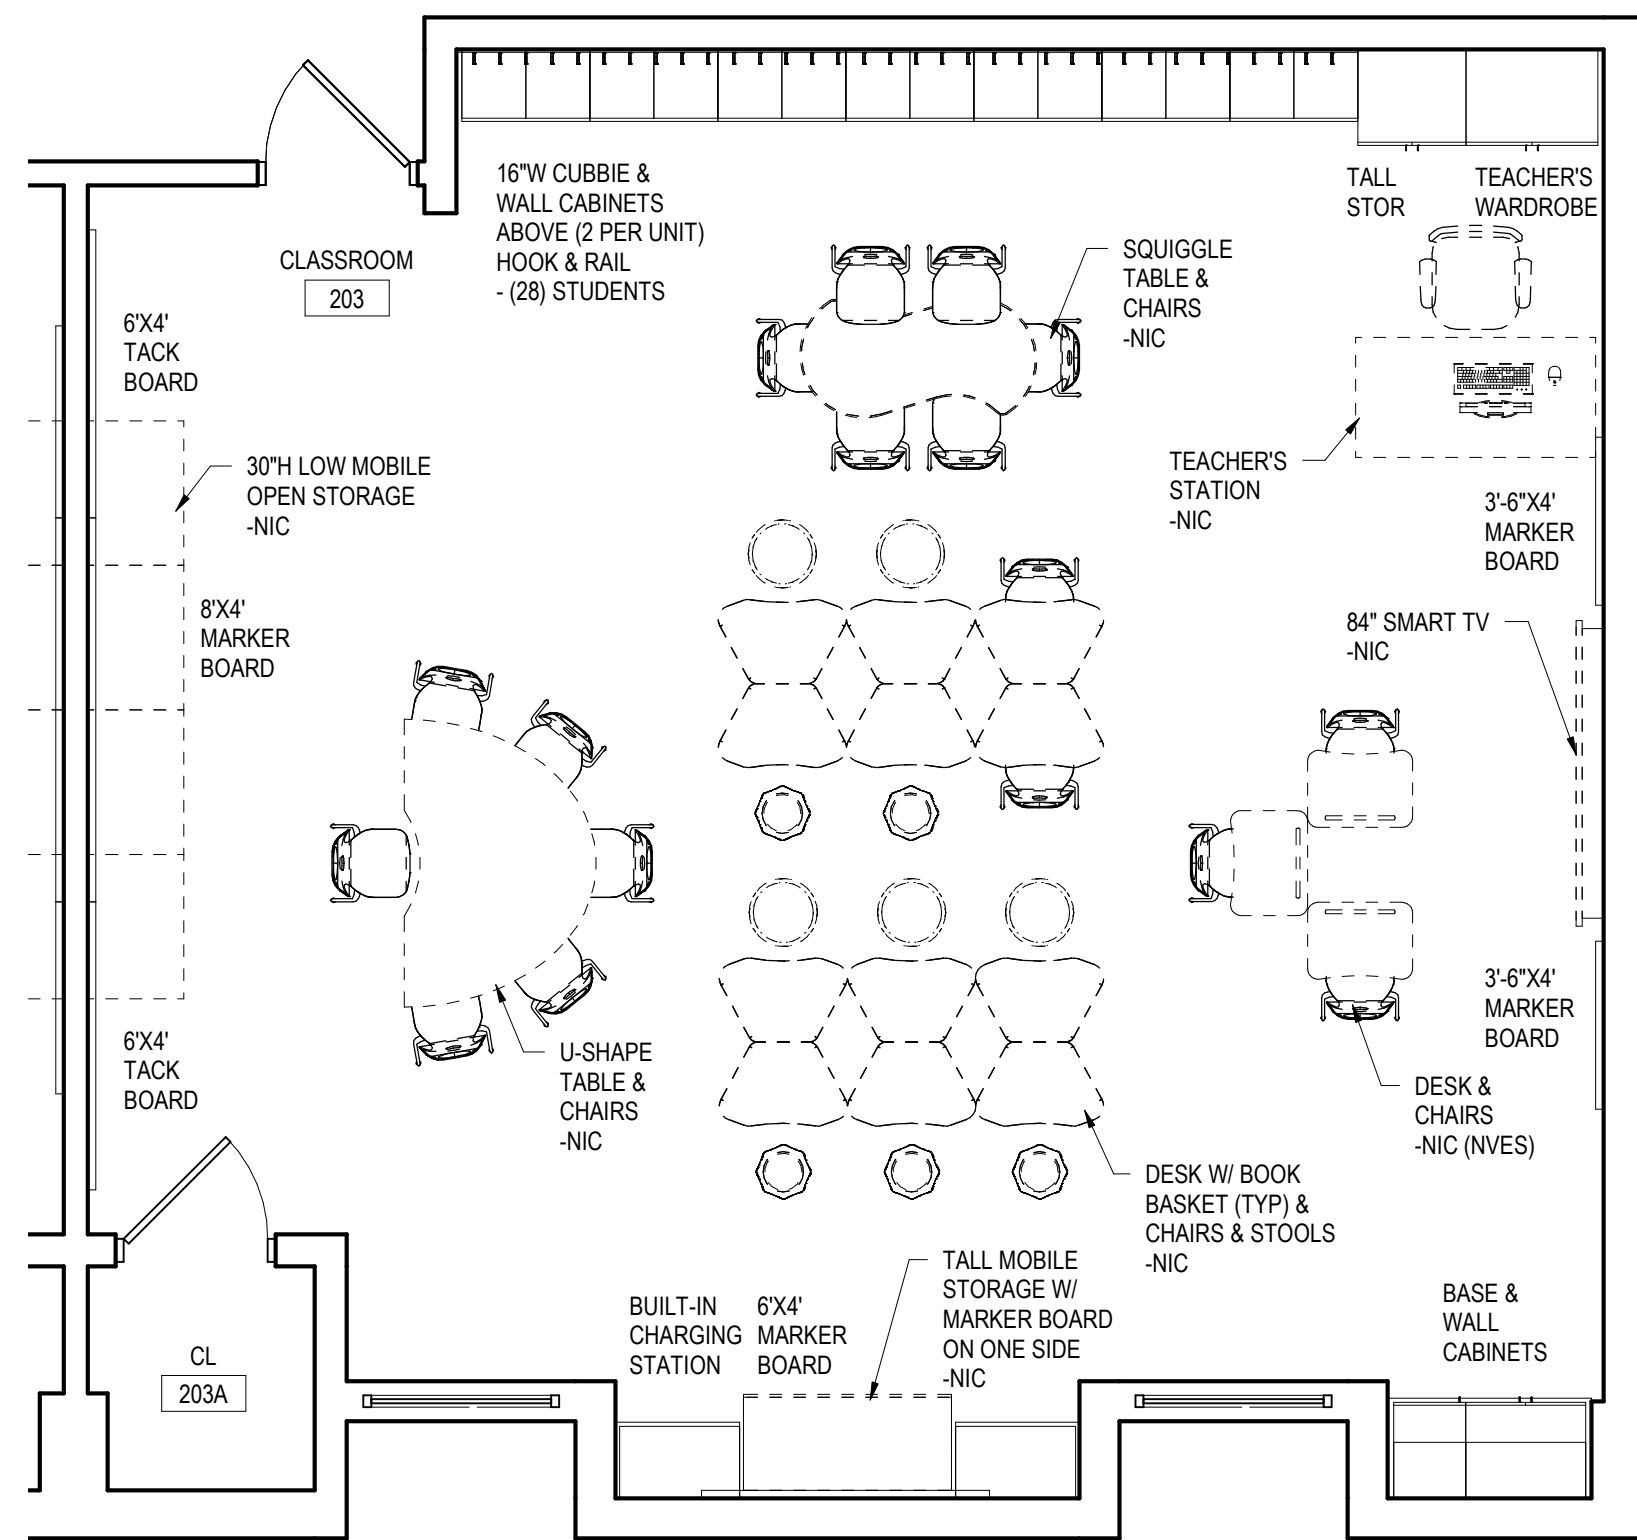 16"W CUBBIE &
WALL CABINETS
ABOVE (2 PER UNIT)
HOOK & RAIL
- (28) STUDENTS
TALL
STOR
TEACHER'S
WARDROBE
CLASSROOM
203
SQUIGGLE
TABLE &
CHAIRS
-NIC
6'X4'
TACK
BOARD
30"H LOW MOBILE
OPEN STORAGE
-NIC
TEACHER'S
STATION
-NIC
3'-6"X4'
MARKER
BOARD
8'X4'
MARKER
BOARD
84" SMART TV
-NIC
3'-6"X4'
MARKER
BOARD
6'X4'
TACK
BOARD
U-SHAPE
TABLE &
CHAIRS
-NIC
DESK &
CHAIRS
-NIC (NVES)
DESK W/ BOOK
BASKET (TYP) &
CHAIRS & STOOLS
-NIC
TALL MOBILE
STORAGE W/
MARKER BOARD
ON ONE SIDE
-NIC
BUILT-IN
CHARGING
STATION
6'X4'
MARKER
BOARD
BASE &
WALL
CABINETS
CL
203A